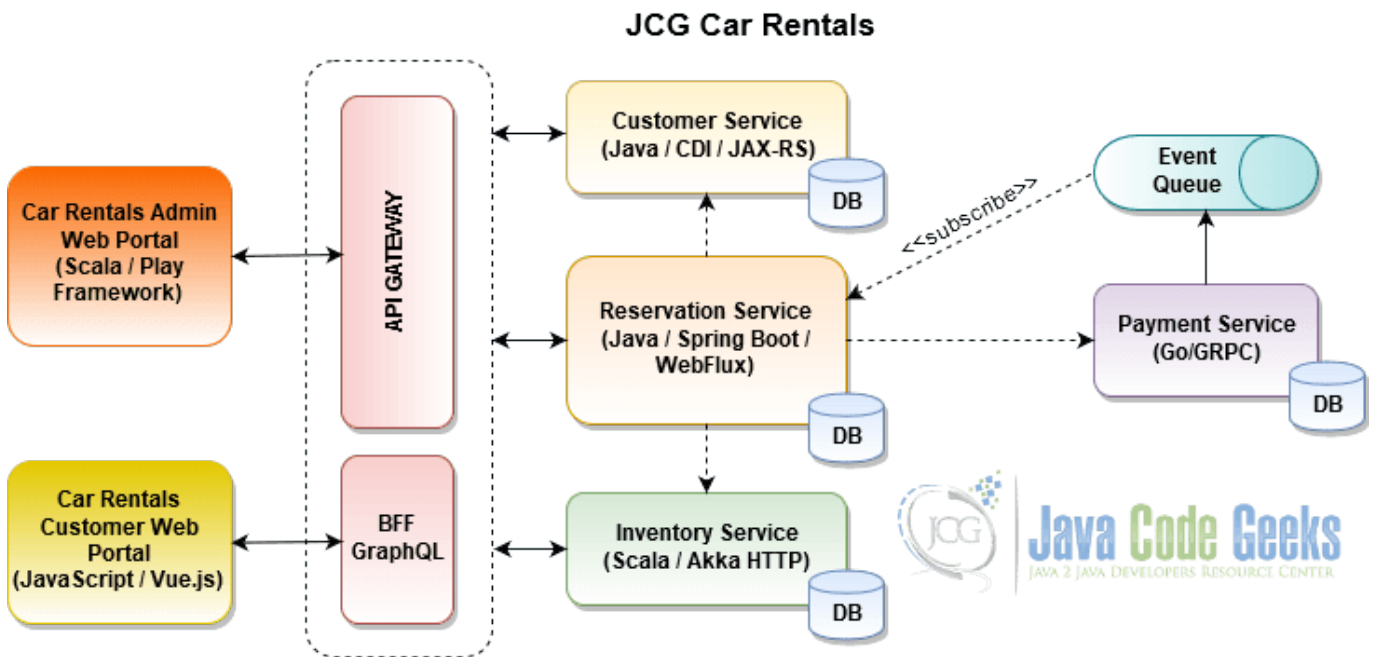 JCG Car Rentals
Car Rentals Admin
Web Portal
(Scala / Play
Framework)
Car Rentals
Customer Web
Portal
(JavaScript / Vue.js)
API GATEWAY
BFF
GraphQL
Customer Service
(Java / CDI / JAX-RS)
DB
Reservation Service
(Java / Spring Boot /
WebFlux)
DB
Inventory Service
(Scala / Akka HTTP)
DB
<<subscribe>>
Event
Queue
Payment Service
(Go/GRPC)
DB
JCG
Java Code Geeks
JAVA 2 JAVA DEVELOPERS RESOURCE CENTER